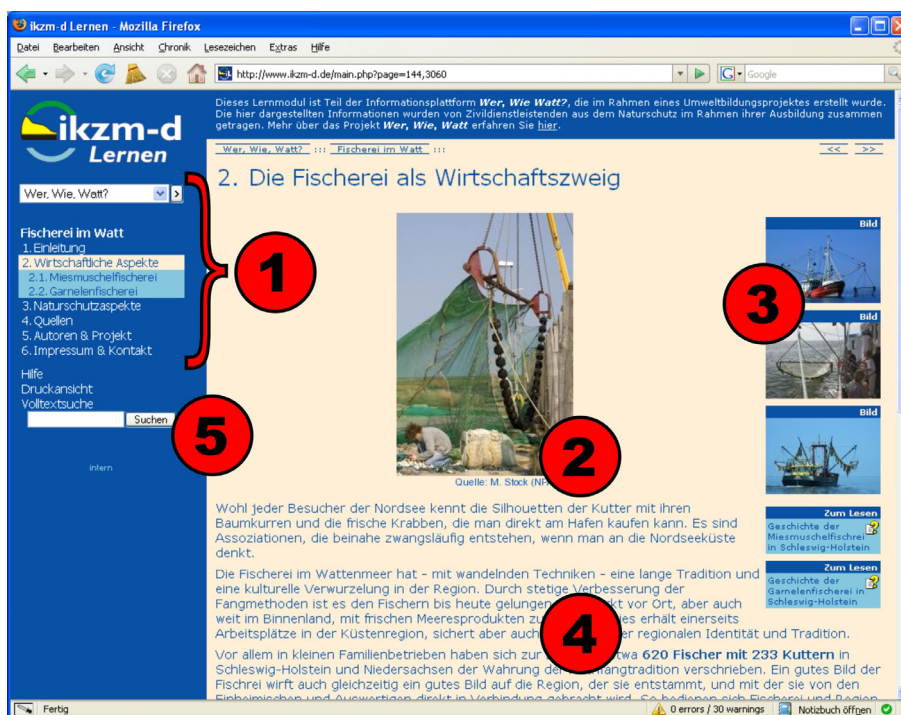 ikzm-d Lernen - Mozilla Firefox
Datei Bearbeiten Ansicht Chronik Lesezeichen Extras Hilfe
http://www.ikzm-d.de/main.php?page=144,3060
G Google
ikzm-d
Lernen
Wer, Wie, Watt?
>
Fischerei im Watt
1. Einleitung
2. Wirtschaftliche Aspekte
2.1. Miesmuschelfischerei
2.2. Garnelenfischerei
3. Naturschutzaspekte
4. Quellen
5. Autoren & Projekt
6. Impressum & Kontakt
Hilfe
Druckansicht
Volltextsuche
Suchen
intern
1
5
Dieses Lernmodul ist Teil der Informationsplattform Wer, Wie Watt?, die im Rahmen eines Umweltbildungsprojektes erstellt wurde.
Die hier dargestellten Informationen wurden von Zivildienstleistenden aus dem Naturschutz im Rahmen ihrer Ausbildung zusammen
getragen. Mehr über das Projekt Wer, Wie, Watt erfahren Sie hier.
Wer, Wie, Watt? ::: Fischerei im Watt ::: << >>
2. Die Fischerei als Wirtschaftszweig
2
Quelle: M. Stock
Wohl jeder Besucher der Nordsee kennt die Silhouetten der Kutter mit ihren
Baumkurren und die frische Krabben, die man direkt am Hafen kaufen kann. Es sind
Assoziationen, die beinahe zwangsläufig entstehen, wenn man an die Nordseeküste
denkt.
Die Fischerei im Wattenmeer hat - mit wandelnden Techniken - eine lange Tradition und
eine kulturelle Verwurzelung in der Region. Durch stetige Verbesserung der
Fangmethoden ist es den Fischern bis heute gelungen vor Ort, aber auch
weit im Binnenland, mit frischen Meeresprodukten erhält einerseits
Arbeitsplätze in der Küstenregion, sichert aber auch regionalen Identität und Tradition.
4
Vor allem in kleinen Familienbetrieben haben sich zur 620 Fischer mit 233 Kuttern in
Schleswig-Holstein und Niedersachsen der Wahrung der verschrieben. Ein gutes Bild der
Fischrei wirft auch gleichzeitig ein gutes Bild auf die Region, der sie entstammt, und mit der sie von den
Bild
3
Bild
Bild
Zum Lesen
Geschichte der
Miesmuschelfischrei
in Schleswig-Holstein
Zum Lesen
Geschichte der
Garnelenfischerei in
Schleswig-Holstein
Fertig
0 errors / 30 warnings Notizbuch öffnen